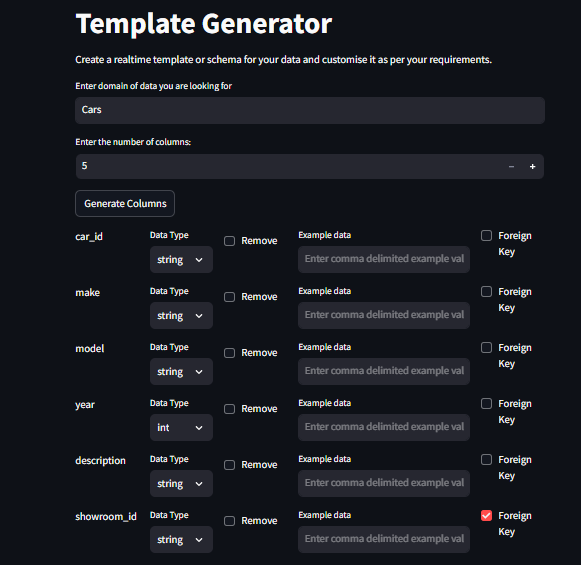 Template Generator
Create a realtime template or schema for your data and customise it as per your requirements.
Enter domain of data you are looking for
Cars
Enter the number of columns:
5 − +
Generate Columns
car_id Data Type string Remove Example data Enter comma delimited example val Foreign Key
make Data Type string Remove Example data Enter comma delimited example val Foreign Key
model Data Type string Remove Example data Enter comma delimited example val Foreign Key
year Data Type int Remove Example data Enter comma delimited example val Foreign Key
description Data Type string Remove Example data Enter comma delimited example val Foreign Key
showroom_id Data Type string Remove Example data Enter comma delimited example val Foreign Key